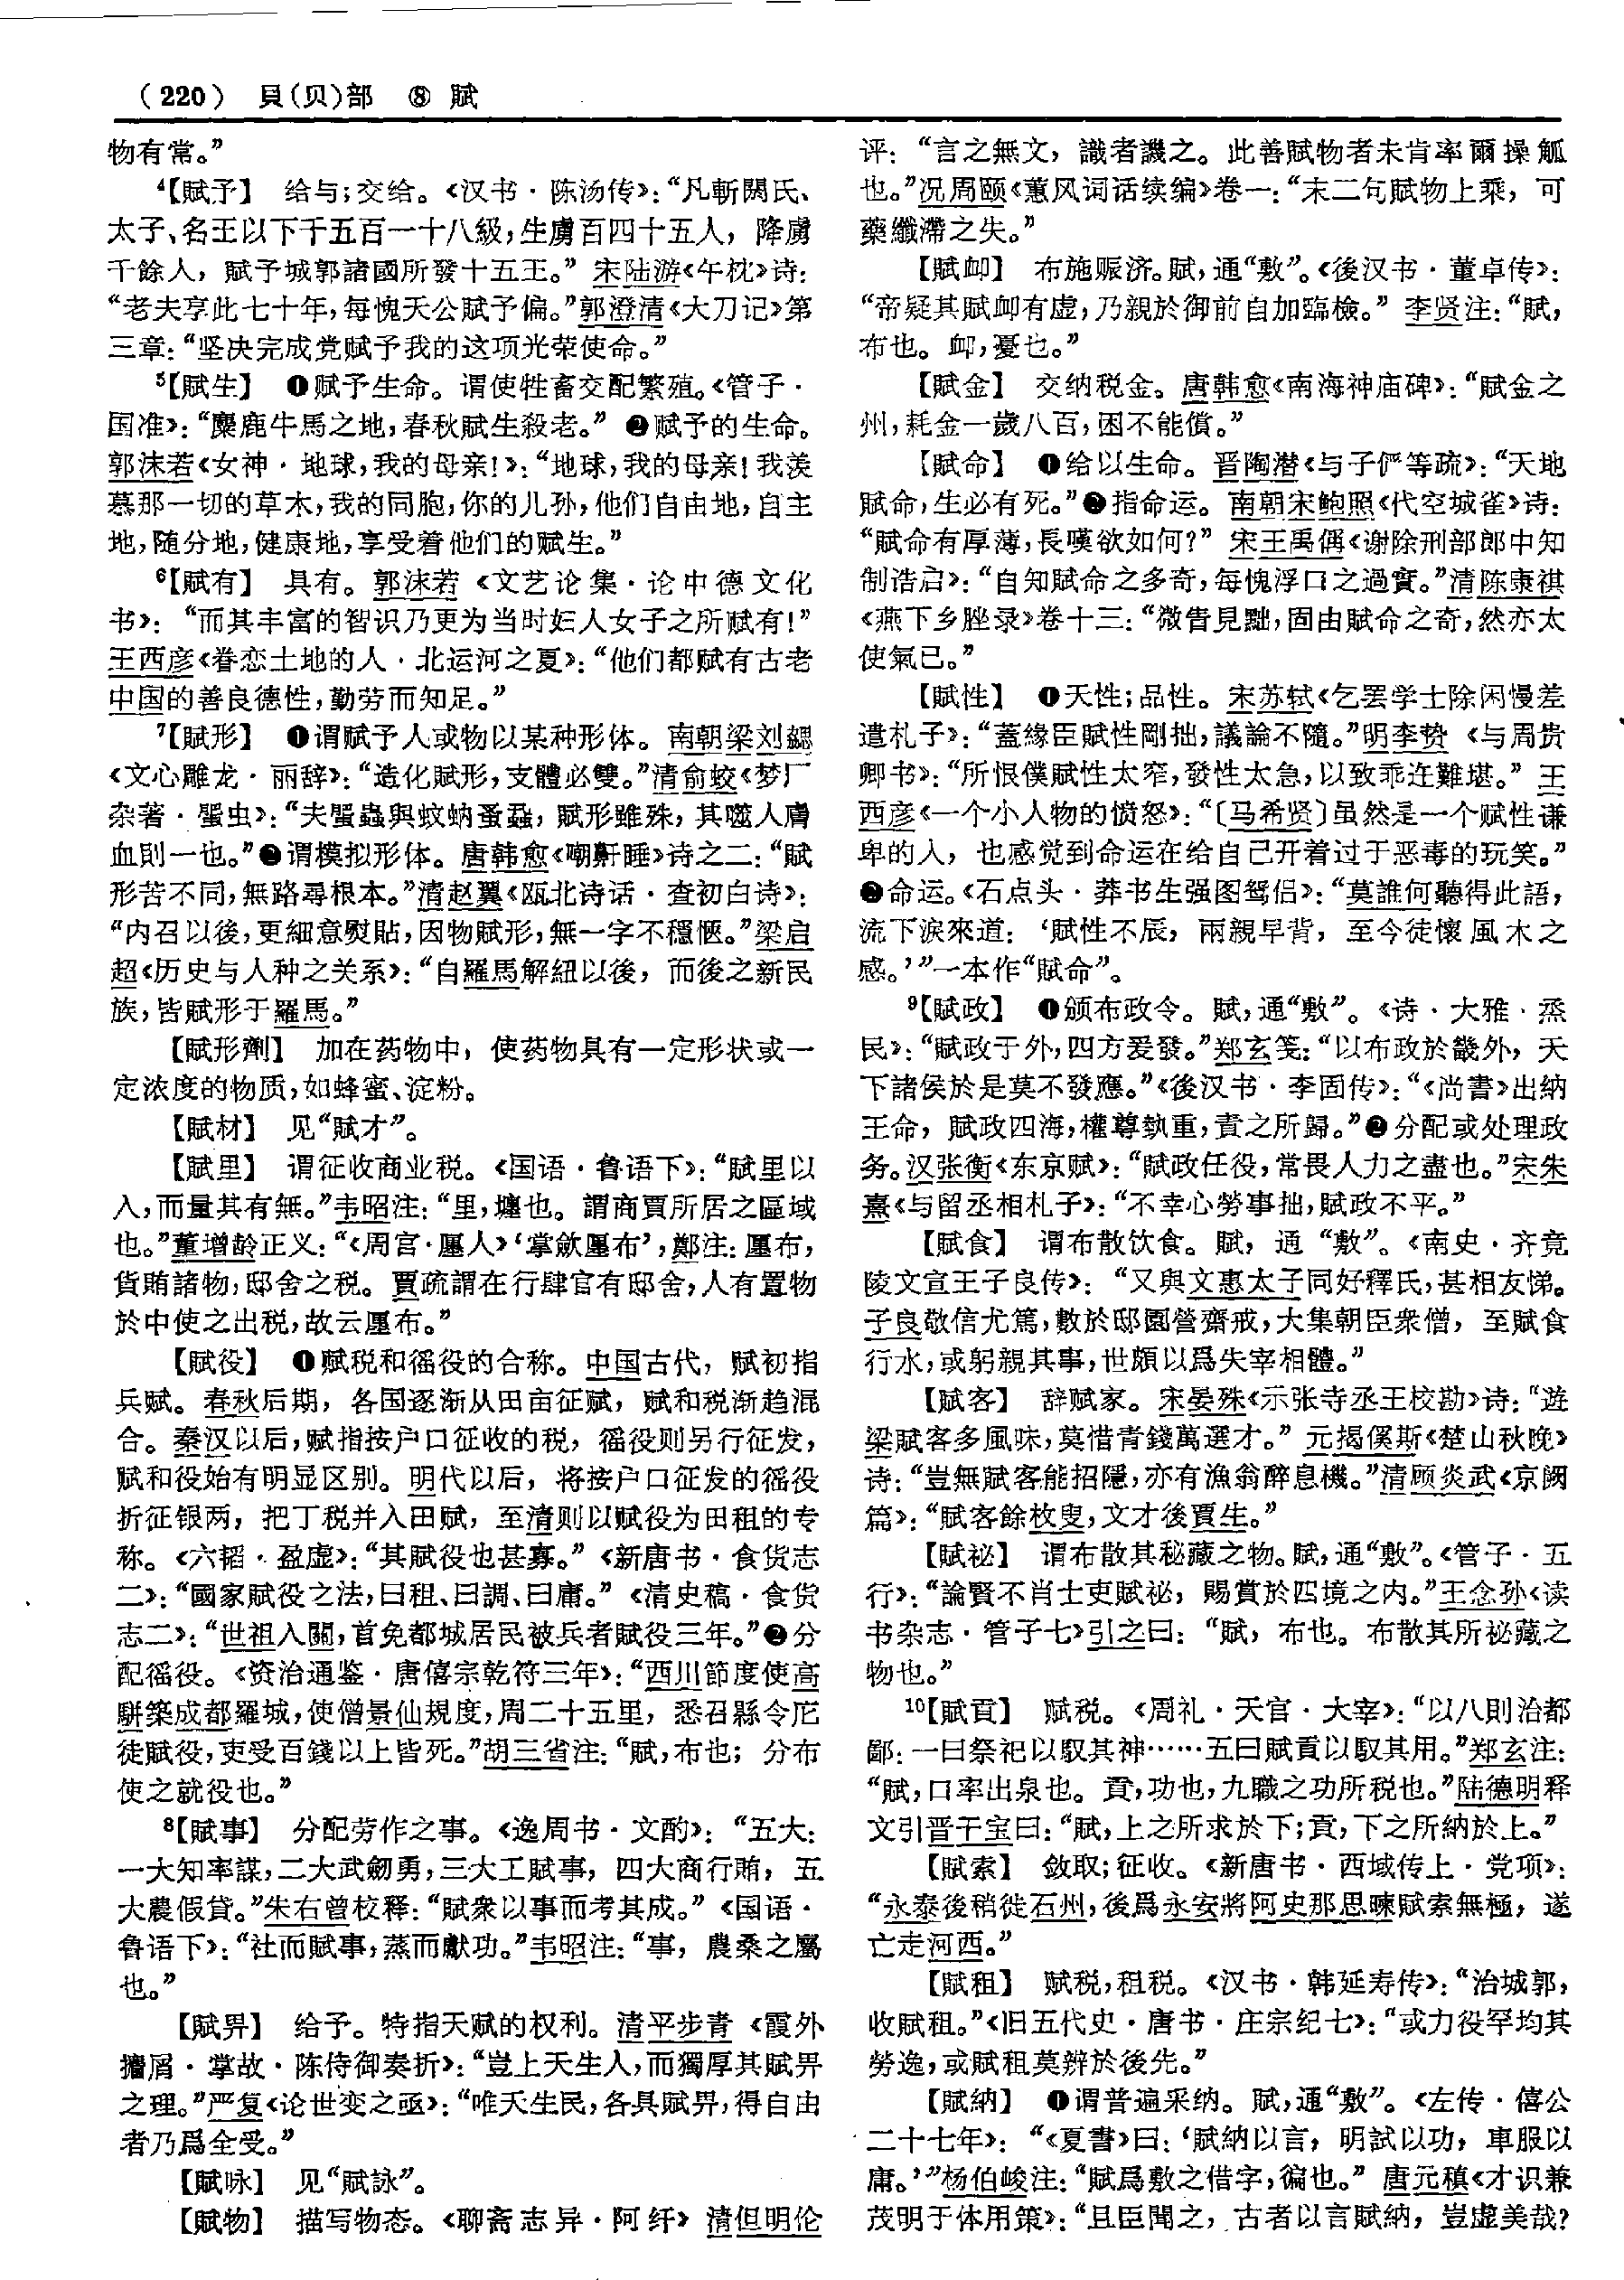 （220） 貝(贝)部 ⑧ 賦
物有常。”
⁴【賦予】 给与；交给。《汉书·陈汤传》：“凡斬閼氏、
太子、名王以下千五百一十八級，生虜百四十五人，降虜
千餘人，賦予城郭諸國所發十五王。”宋陆游《午枕》诗：
“老夫享此七十年，每愧天公賦予偏。”郭澄清《大刀记》第
三章：“坚决完成党赋予我的这项光荣使命。”
⁵【賦生】 ❶赋予生命。谓使牲畜交配繁殖。《管子·
国准》：“麋鹿牛馬之地，春秋賦生殺老。”❷赋予的生命。
郭沫若《女神·地球，我的母亲！》：“地球，我的母亲！我羡
慕那一切的草木，我的同胞，你的儿孙，他们自由地，自主
地，随分地，健康地，享受着他们的赋生。”
⁶【賦有】 具有。郭沫若《文艺论集·论中德文化
书》：“而其丰富的智识乃更为当时妇人女子之所赋有！”
王西彦《眷恋土地的人·北运河之夏》：“他们都赋有古老
中国的善良德性，勤劳而知足。”
⁷【賦形】 ❶谓赋予人或物以某种形体。南朝梁刘勰
《文心雕龙·丽辞》：“造化賦形，支體必雙。”清俞蛟《梦厂
杂著·蜰虫》：“夫蜰蟲與蚊蚋蚤蝨，賦形雖殊，其噬人膚
血則一也。”❷谓模拟形体。唐韩愈《嘲鼾睡》诗之二：“賦
形苦不同，無路尋根本。”清赵翼《瓯北诗话·查初白诗》：
“内召以後，更細意熨貼，因物賦形，無一字不穩愜。”梁启
超《历史与人种之关系》：“自羅馬解紐以後，而後之新民
族，皆賦形于羅馬。”
【賦形劑】 加在药物中，使药物具有一定形状或一
定浓度的物质，如蜂蜜、淀粉。
【賦材】 见“賦才”。
【賦里】 谓征收商业税。《国语·鲁语下》：“賦里以
入，而量其有無。”韦昭注：“里，㕓也。謂商賈所居之區域
也。”董增龄正义：“《周官·廛人》‘掌斂廛布’，鄭注：廛布，
貨賄諸物，邸舍之税。賈疏謂在行肆官有邸舍，人有置物
於中使之出税，故云廛布。”
【賦役】 ❶赋税和徭役的合称。中国古代，赋初指
兵赋。春秋后期，各国逐渐从田亩征赋，赋和税渐趋混
合。秦汉以后，赋指按户口征收的税，徭役则另行征发，
赋和役始有明显区别。明代以后，将按户口征发的徭役
折征银两，把丁税并入田赋，至清则以赋役为田租的专
称。《六韬·盈虚》：“其賦役也甚寡。”《新唐书·食货志
二》：“國家賦役之法，曰租、曰調、曰庸。”《清史稿·食货
志二》：“世祖入關，首免都城居民被兵者賦役三年。”❷分
配徭役。《资治通鉴·唐僖宗乾符三年》：“西川節度使高
駢築成都羅城，使僧景仙規度，周二十五里，悉召縣令庀
徒賦役，吏受百錢以上皆死。”胡三省注：“賦，布也；分布
使之就役也。”
⁸【賦事】 分配劳作之事。《逸周书·文酌》：“五大：
一大知率謀，二大武劒勇，三大工賦事，四大商行賄，五
大農假貸。”朱右曾校释：“賦衆以事而考其成。”《国语·
鲁语下》：“社而賦事，蒸而獻功。”韦昭注：“事，農桑之屬
也。”
【賦畀】 给予。特指天赋的权利。清平步青《霞外
攟屑·掌故·陈侍御奏折》：“豈上天生人，而獨厚其賦畀
之理。”严复《论世变之亟》：“唯天生民，各具賦畀，得自由
者乃爲全受。”
【賦咏】 见“賦詠”。
【賦物】 描写物态。《聊斋志异·阿纤》清但明伦
评：“言之無文，識者譏之。此善賦物者未肯率爾操觚
也。”况周颐《蕙风词话续编》卷一：“末二句賦物上乘，可
藥纖滯之失。”
【賦卹】 布施赈济。賦，通“敷”。《後汉书·董卓传》：
“帝疑其賦卹有虚，乃親於御前自加臨檢。”李贤注：“賦，
布也。卹，憂也。”
【賦金】 交纳税金。唐韩愈《南海神庙碑》：“賦金之
州，耗金一歲八百，困不能償。”
【賦命】 ❶给以生命。晋陶潜《与子俨等疏》：“天地
賦命，生必有死。”❷指命运。南朝宋鲍照《代空城雀》诗：
“賦命有厚薄，長嘆欲如何？”宋王禹偁《谢除刑部郎中知
制诰启》：“自知賦命之多奇，每愧浮口之過實。”清陈康祺
《燕下乡脞录》卷十三：“微眚見黜，固由賦命之奇，然亦太
使氣已。”
【賦性】 ❶天性；品性。宋苏轼《乞罢学士除闲慢差
遣札子》：“蓋緣臣賦性剛拙，議論不隨。”明李贽《与周贵
卿书》：“所恨僕賦性太窄，發性太急，以致乖迕難堪。”王
西彦《一个小人物的愤怒》：“〔马希贤〕虽然是一个赋性谦
卑的人，也感觉到命运在给自己开着过于恶毒的玩笑。”
❷命运。《石点头·莽书生强图鸳侣》：“莫誰何聽得此語，
流下淚來道：‘賦性不辰，兩親早背，至今徒懷風木之
感。’”一本作“賦命”。
⁹【賦政】 ❶颁布政令。賦，通“敷”。《诗·大雅·烝
民》：“賦政于外，四方爰發。”郑玄笺：“以布政於畿外，天
下諸侯於是莫不發應。”《後汉书·李固传》：“《尚書》出納
王命，賦政四海，權尊執重，責之所歸。”❷分配或处理政
务。汉张衡《东京赋》：“賦政任役，常畏人力之盡也。”宋朱
熹《与留丞相札子》：“不幸心勞事拙，賦政不平。”
【賦食】 谓布散饮食。賦，通“敷”。《南史·齐竟
陵文宣王子良传》：“又與文惠太子同好釋氏，甚相友悌。
子良敬信尤篤，數於邸園營齋戒，大集朝臣衆僧，至賦食
行水，或躬親其事，世頗以爲失宰相體。”
【賦客】 辞赋家。宋晏殊《示张寺丞王校勘》诗：“遊
梁賦客多風味，莫惜青錢萬選才。”元揭傒斯《楚山秋晚》
诗：“豈無賦客能招隱，亦有漁翁醉息機。”清顾炎武《京阙
篇》：“賦客餘枚叟，文才後賈生。”
【賦祕】 谓布散其秘藏之物。賦，通“敷”。《管子·五
行》：“論賢不肖士吏賦祕，賜賞於四境之内。”王念孙《读
书杂志·管子七》引之曰：“賦，布也。布散其所祕藏之
物也。”
¹⁰【賦貢】 赋税。《周礼·天官·大宰》：“以八則治都
鄙：一曰祭祀以馭其神……五曰賦貢以馭其用。”郑玄注：
“賦，口率出泉也。貢，功也，九職之功所税也。”陆德明释
文引晋干宝曰：“賦，上之所求於下；貢，下之所納於上。”
【賦索】 敛取；征收。《新唐书·西域传上·党项》：
“永泰後稍徙石州，後爲永安將阿史那思暕賦索無極，遂
亡走河西。”
【賦租】 赋税，租税。《汉书·韩延寿传》：“治城郭，
收賦租。”《旧五代史·唐书·庄宗纪七》：“或力役罕均其
勞逸，或賦租莫辨於後先。”
【賦納】 ❶谓普遍采纳。賦，通“敷”。《左传·僖公
二十七年》：“《夏書》曰：‘賦納以言，明試以功，車服以
庸。’”杨伯峻注：“賦爲敷之借字，徧也。”唐元稹《才识兼
茂明于体用策》：“且臣聞之，古者以言賦納，豈虚美哉？